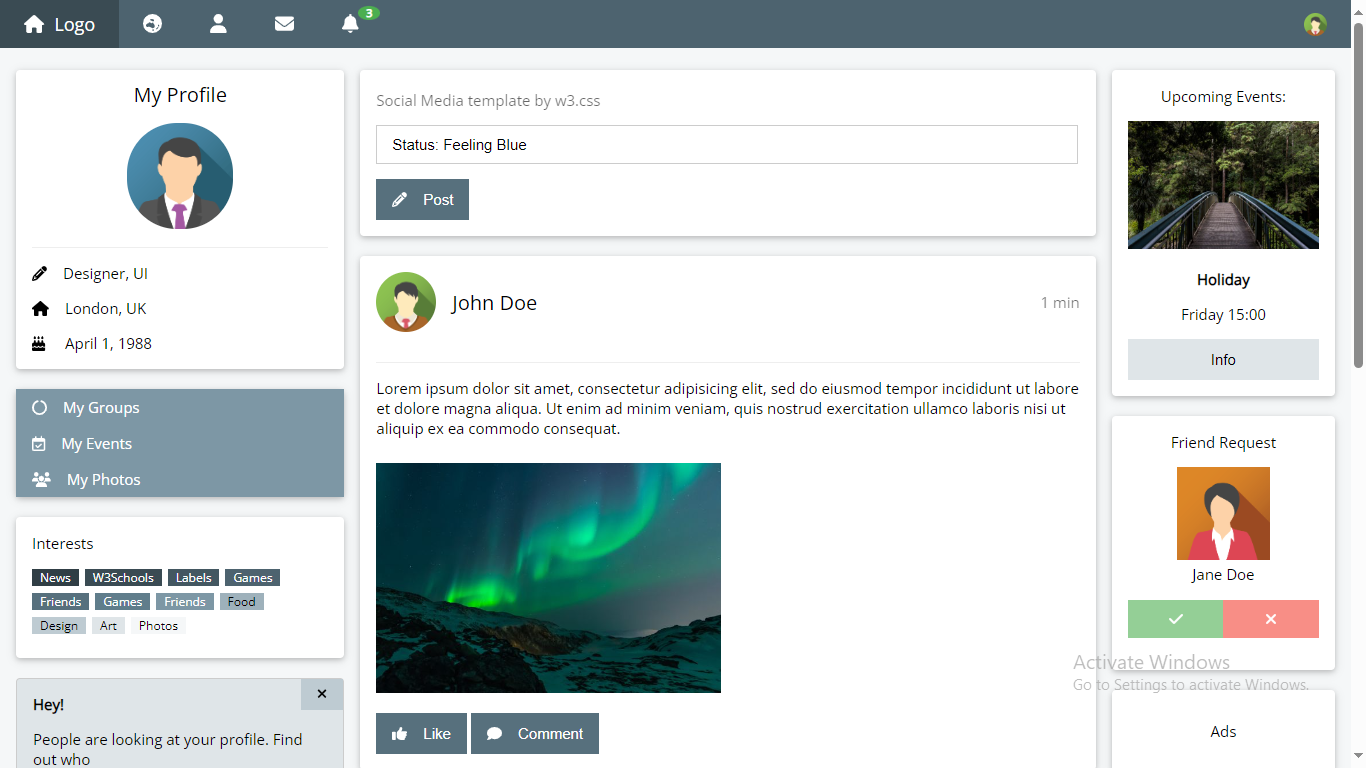 Logo
3
My Profile
Designer, UI
London, UK
April 1, 1988
My Groups
My Events
My Photos
Interests
News W3Schools Labels Games
Friends Games Friends Food
Design Art Photos
Hey!
People are looking at your profile. Find
out who
Social Media template by w3.css
Status: Feeling Blue
Post
John Doe
1 min
Lorem ipsum dolor sit amet, consectetur adipisicing elit, sed do eiusmod tempor incididunt ut labore
et dolore magna aliqua. Ut enim ad minim veniam, quis nostrud exercitation ullamco laboris nisi ut
aliquip ex ea commodo consequat.
Like
Comment
Upcoming Events:
Holiday
Friday 15:00
Info
Friend Request
Jane Doe
Activate Windows
Go to Settings to activate Windows.
Ads